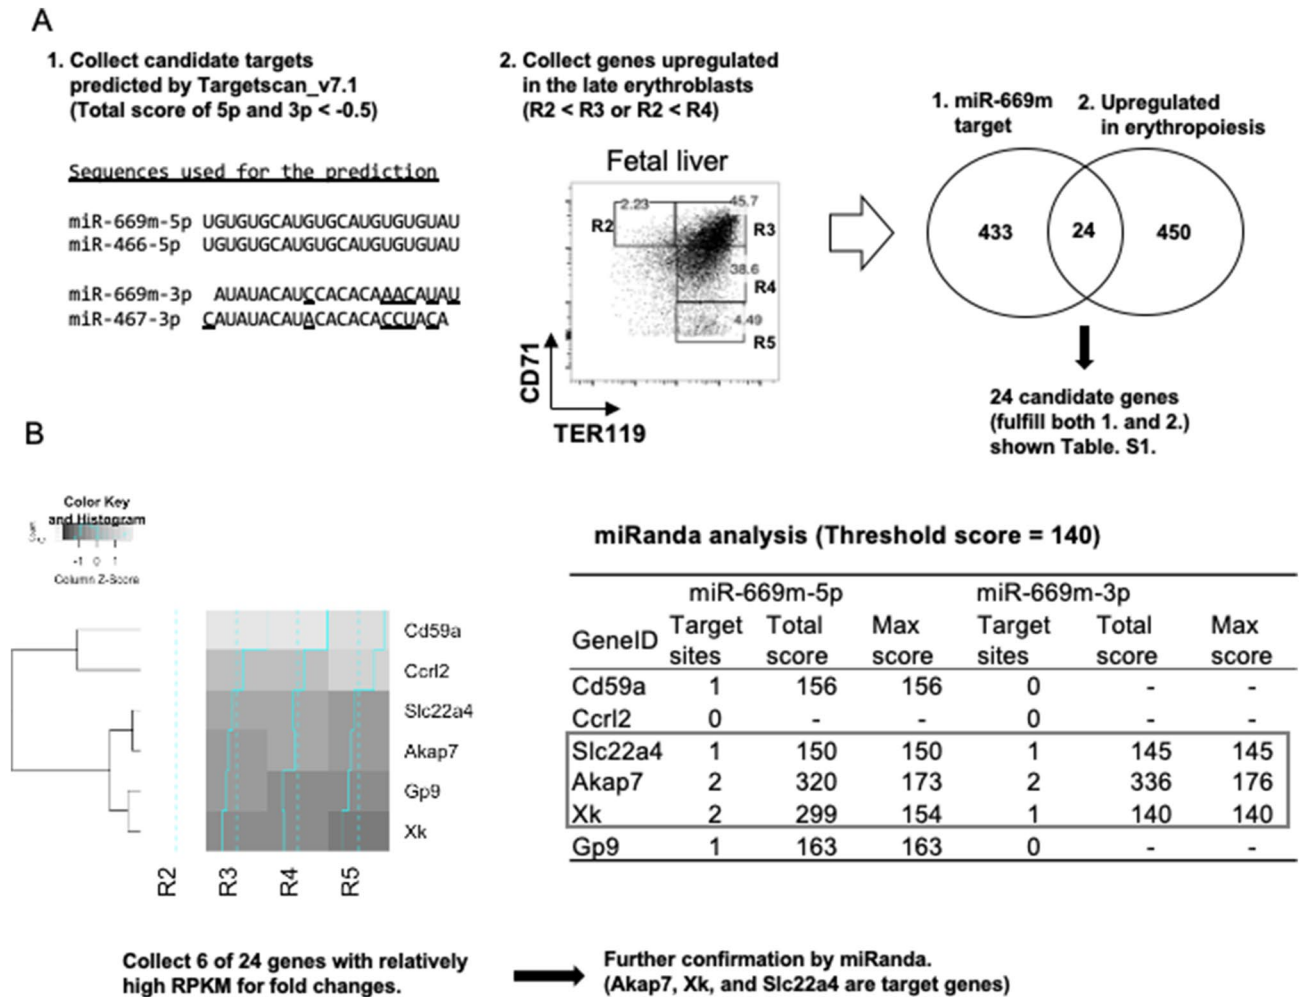 A
1. Collect candidate targets
predicted by Targetscan_v7.1
(Total score of 5p and 3p < -0.5)
Sequences used for the prediction
miR-669m-5p UGUGUGCAUGUGCAUGUGUGUAU
miR-466-5p UGUGUGCAUGUGCAUGUGUGUAU
miR-669m-3p AUAUACAUCCACACAAACAUAU
miR-467-3p CAUAUACAUACACACACCUACA
2. Collect genes upregulated
in the late erythroblasts
(R2 < R3 or R2 < R4)
Fetal liver
2.23
45.7
R2
R3
38.6
R4
4.49
R5
CD71
TER119
1. miR-669m
target
2. Upregulated
in erythropoiesis
433
24
450
24 candidate genes
(fulfill both 1. and 2.)
shown Table. S1.
B
Color Key
and Histogram
Count
-1 0 1
Column Z-Score
Cd59a
Ccrl2
Slc22a4
Akap7
Gp9
Xk
R2 R3 R4 R5
miRanda analysis (Threshold score = 140)
miR-669m-5p miR-669m-3p
GeneID Target sites Total score Max score Target sites Total score Max score
Cd59a 1 156 156 0 - -
Ccrl2 0 - - 0 - -
Slc22a4 1 150 150 1 145 145
Akap7 2 320 173 2 336 176
Xk 2 299 154 1 140 140
Gp9 1 163 163 0 - -
Collect 6 of 24 genes with relatively
high RPKM for fold changes.
Further confirmation by miRanda.
(Akap7, Xk, and Slc22a4 are target genes)